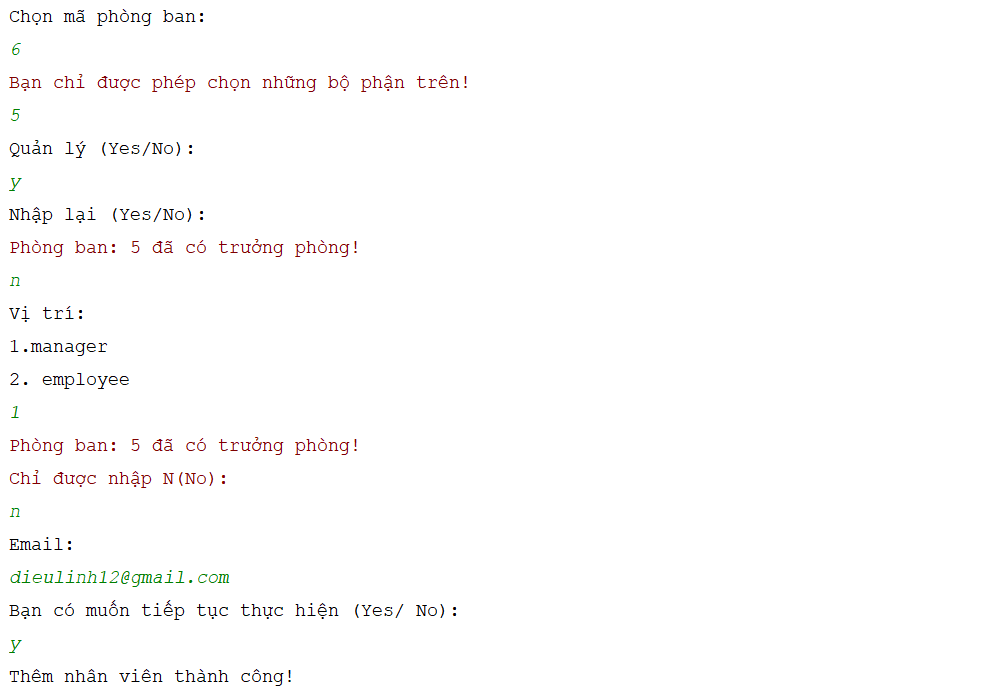 Chọn mã phòng ban:
6
Bạn chỉ được phép chọn những bộ phận trên!
5
Quản lý (Yes/No):
y
Nhập lại (Yes/No):
Phòng ban: 5 đã có trưởng phòng!
n
Vị trí:
1.manager
2. employee
1
Phòng ban: 5 đã có trưởng phòng!
Chỉ được nhập N(No):
n
Email:
dieulinh12@gmail.com
Bạn có muốn tiếp tục thực hiện (Yes/ No):
y
Thêm nhân viên thành công!